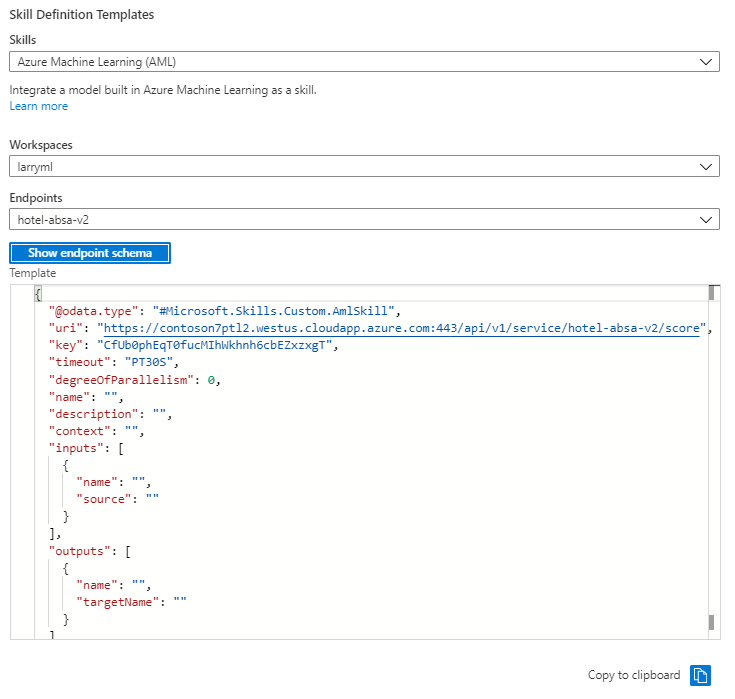 Skill Definition Templates
Skills
Azure Machine Learning (AML)
Integrate a model built in Azure Machine Learning as a skill.
Learn more
Workspaces
larryml
Endpoints
hotel-absa-v2
Show endpoint schema
Template
{
"@odata.type": "#Microsoft.Skills.Custom.AmlSkill",
"uri": "https://contoson7ptl2.westus.cloudapp.azure.com:443/api/v1/service/hotel-absa-v2/score",
"key": "CfUb0phEqT0fucMIhWkhnh6cbEZxzxgT",
"timeout": "PT30S",
"degreeOfParallelism": 0,
"name": "",
"description": "",
"context": "",
"inputs": [
{
"name": "",
"source": ""
}
],
"outputs": [
{
"name": "",
"targetName": ""
}
]
Copy to clipboard